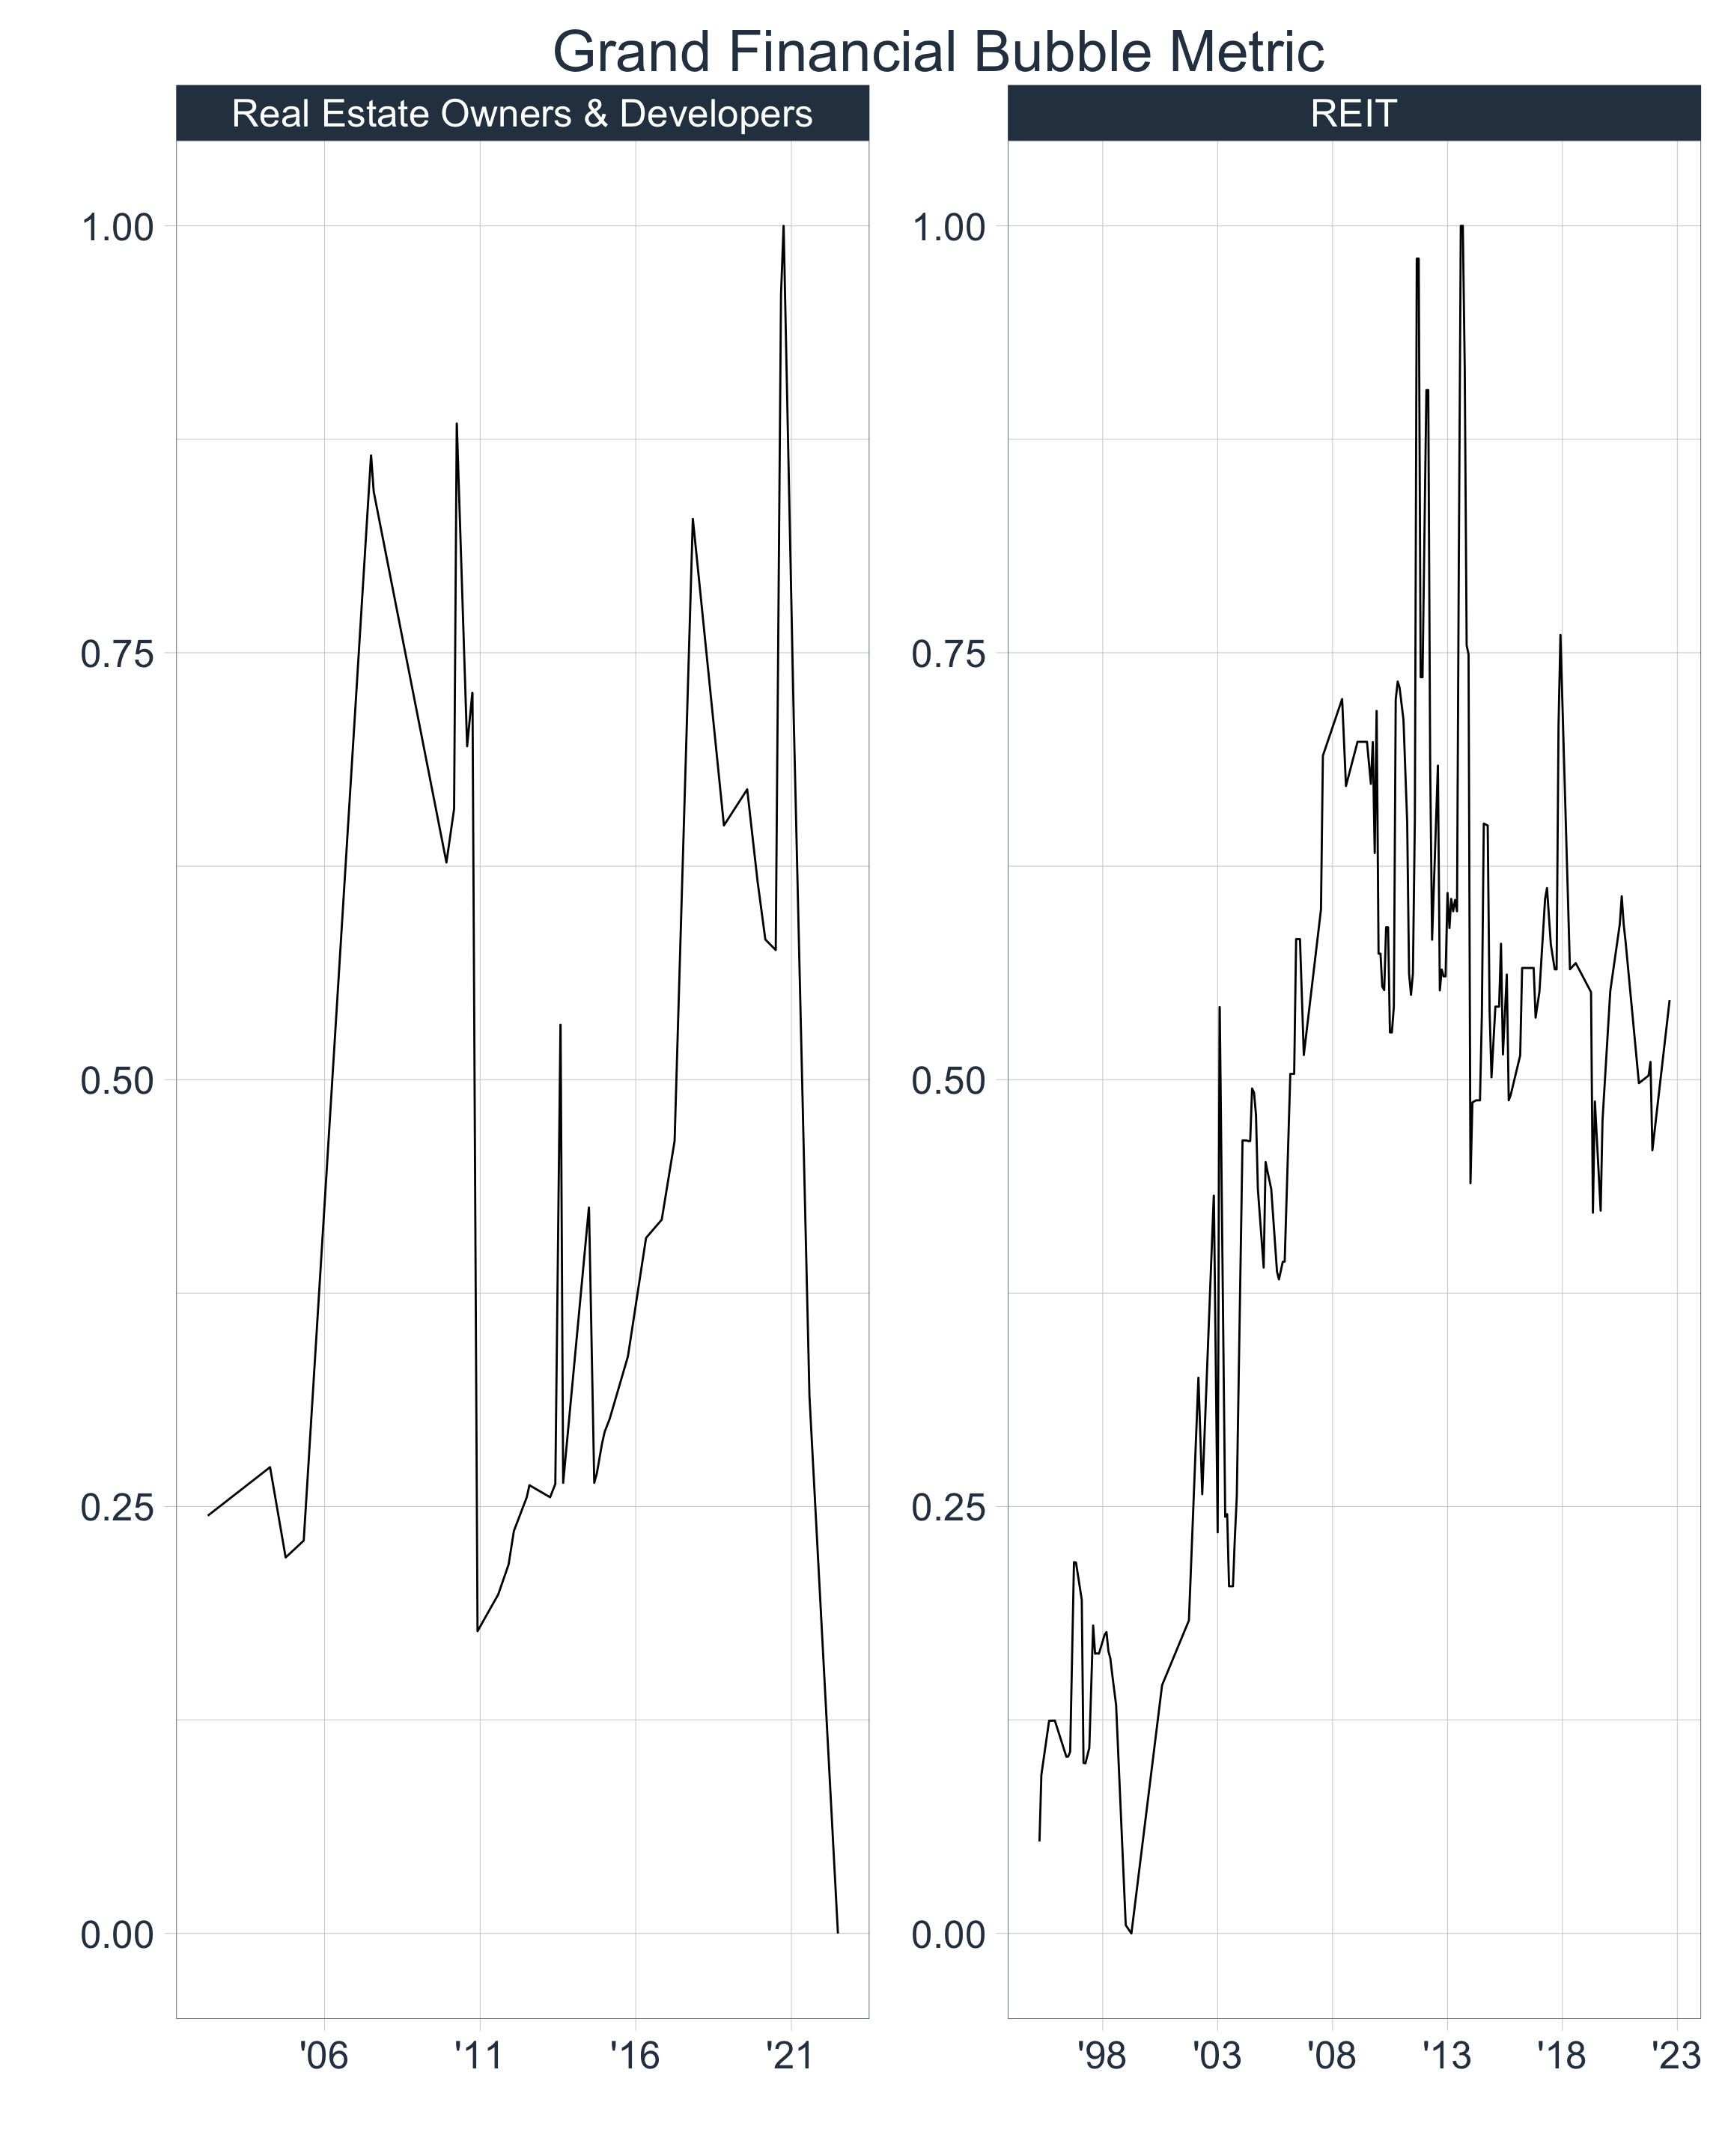 Grand Financial Bubble Metric
Real Estate Owners & Developers
REIT
1.00
0.75
0.50
0.25
0.00
1.00
0.75
0.50
0.25
0.00
'06 '11 '16 '21
'98 '03 '08 '13 '18 '23